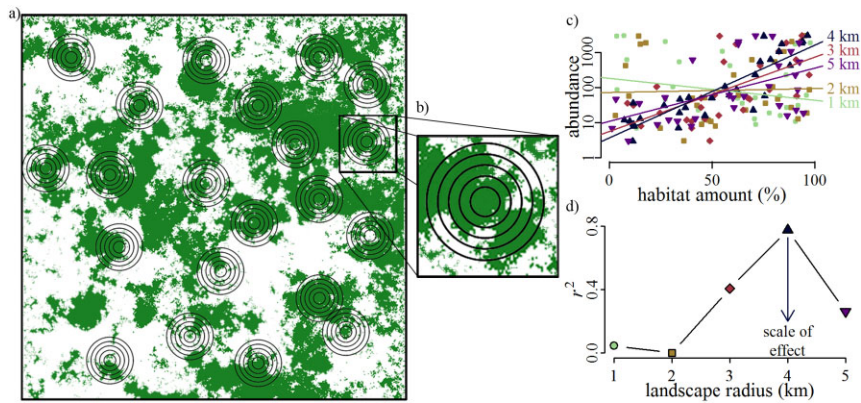 a)
b)
c)
abundance
1 10 100 1000
4 km
3 km
5 km
2 km
1 km
0 50 100
habitat amount (%)
d)
r²
0.0 0.4 0.8
scale of
effect
1 2 3 4 5
landscape radius (km)